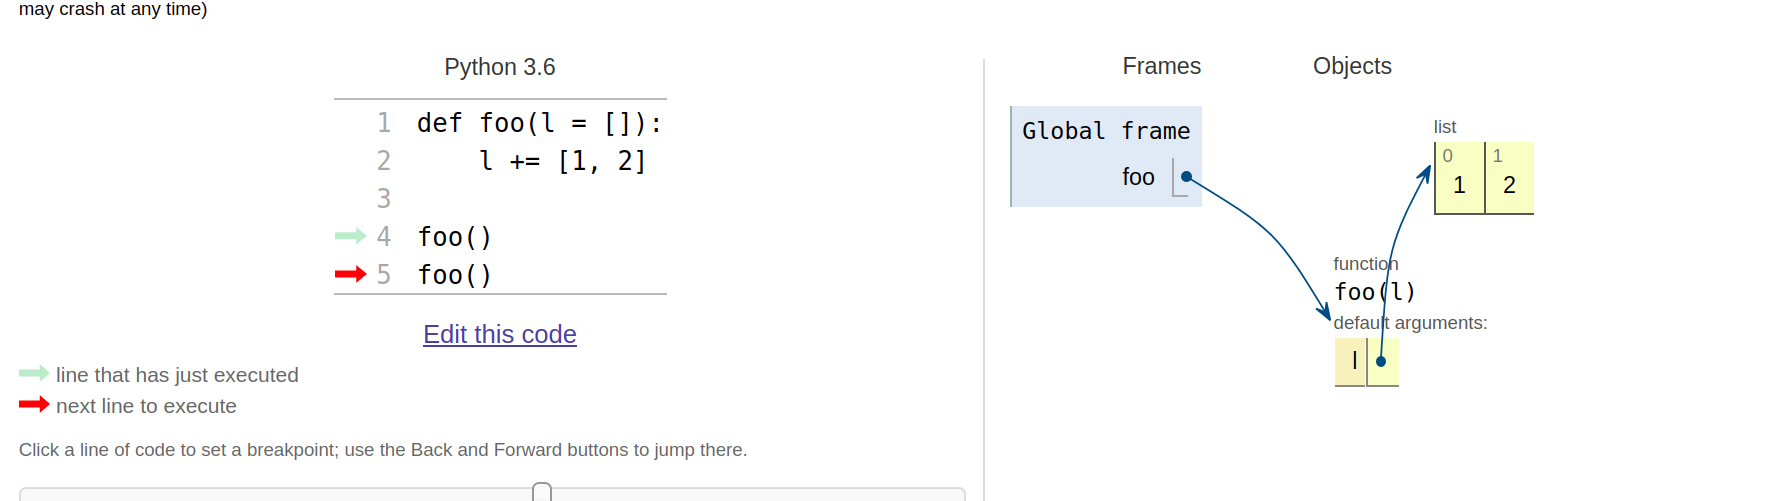 may crash at any time)
Python 3.6
1 def foo(l = []):
2     l += [1, 2]
3
4 foo()
5 foo()
Edit this code
line that has just executed
next line to execute
Click a line of code to set a breakpoint; use the Back and Forward buttons to jump there.
Frames
Objects
Global frame
foo
list
0 1
1 2
function
foo(l)
default arguments:
l